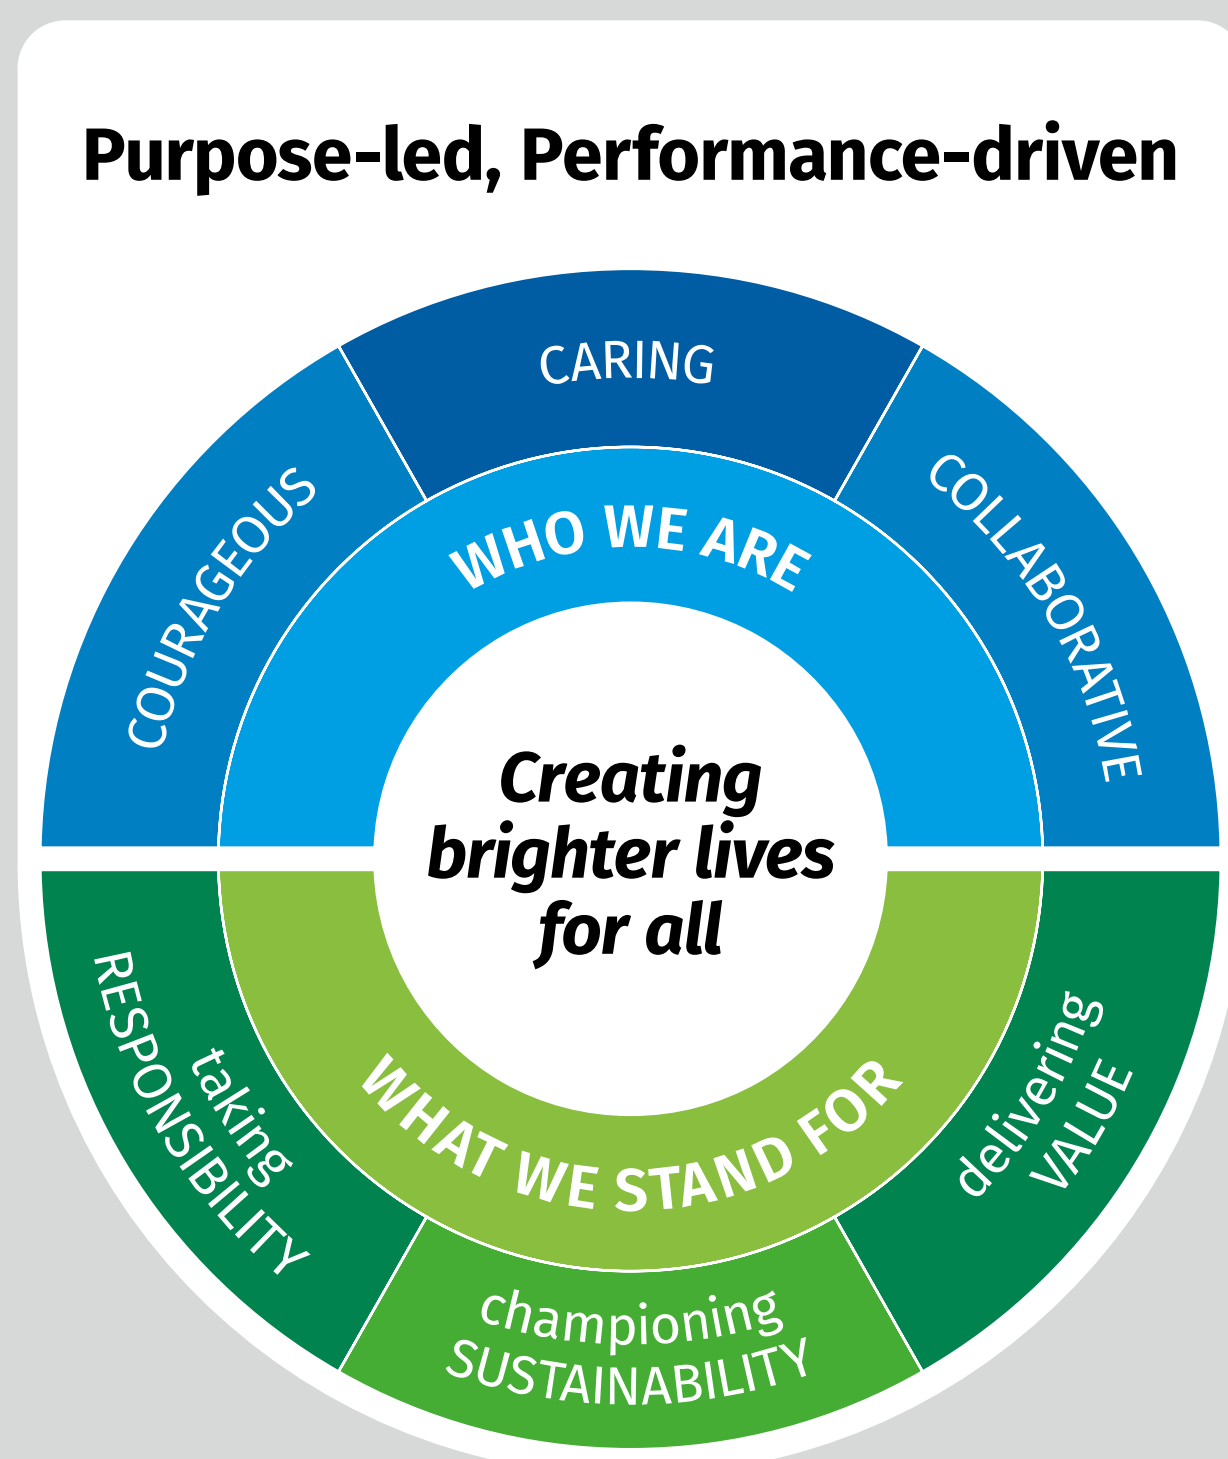 Purpose-led, Performance-driven
COURAGEOUS
CARING
COLLABORATIVE
WHO WE ARE
Creating
brighter lives
for all
WHAT WE STAND FOR
taking
RESPONSIBILITY
championing
SUSTAINABILITY
delivering
VALUE